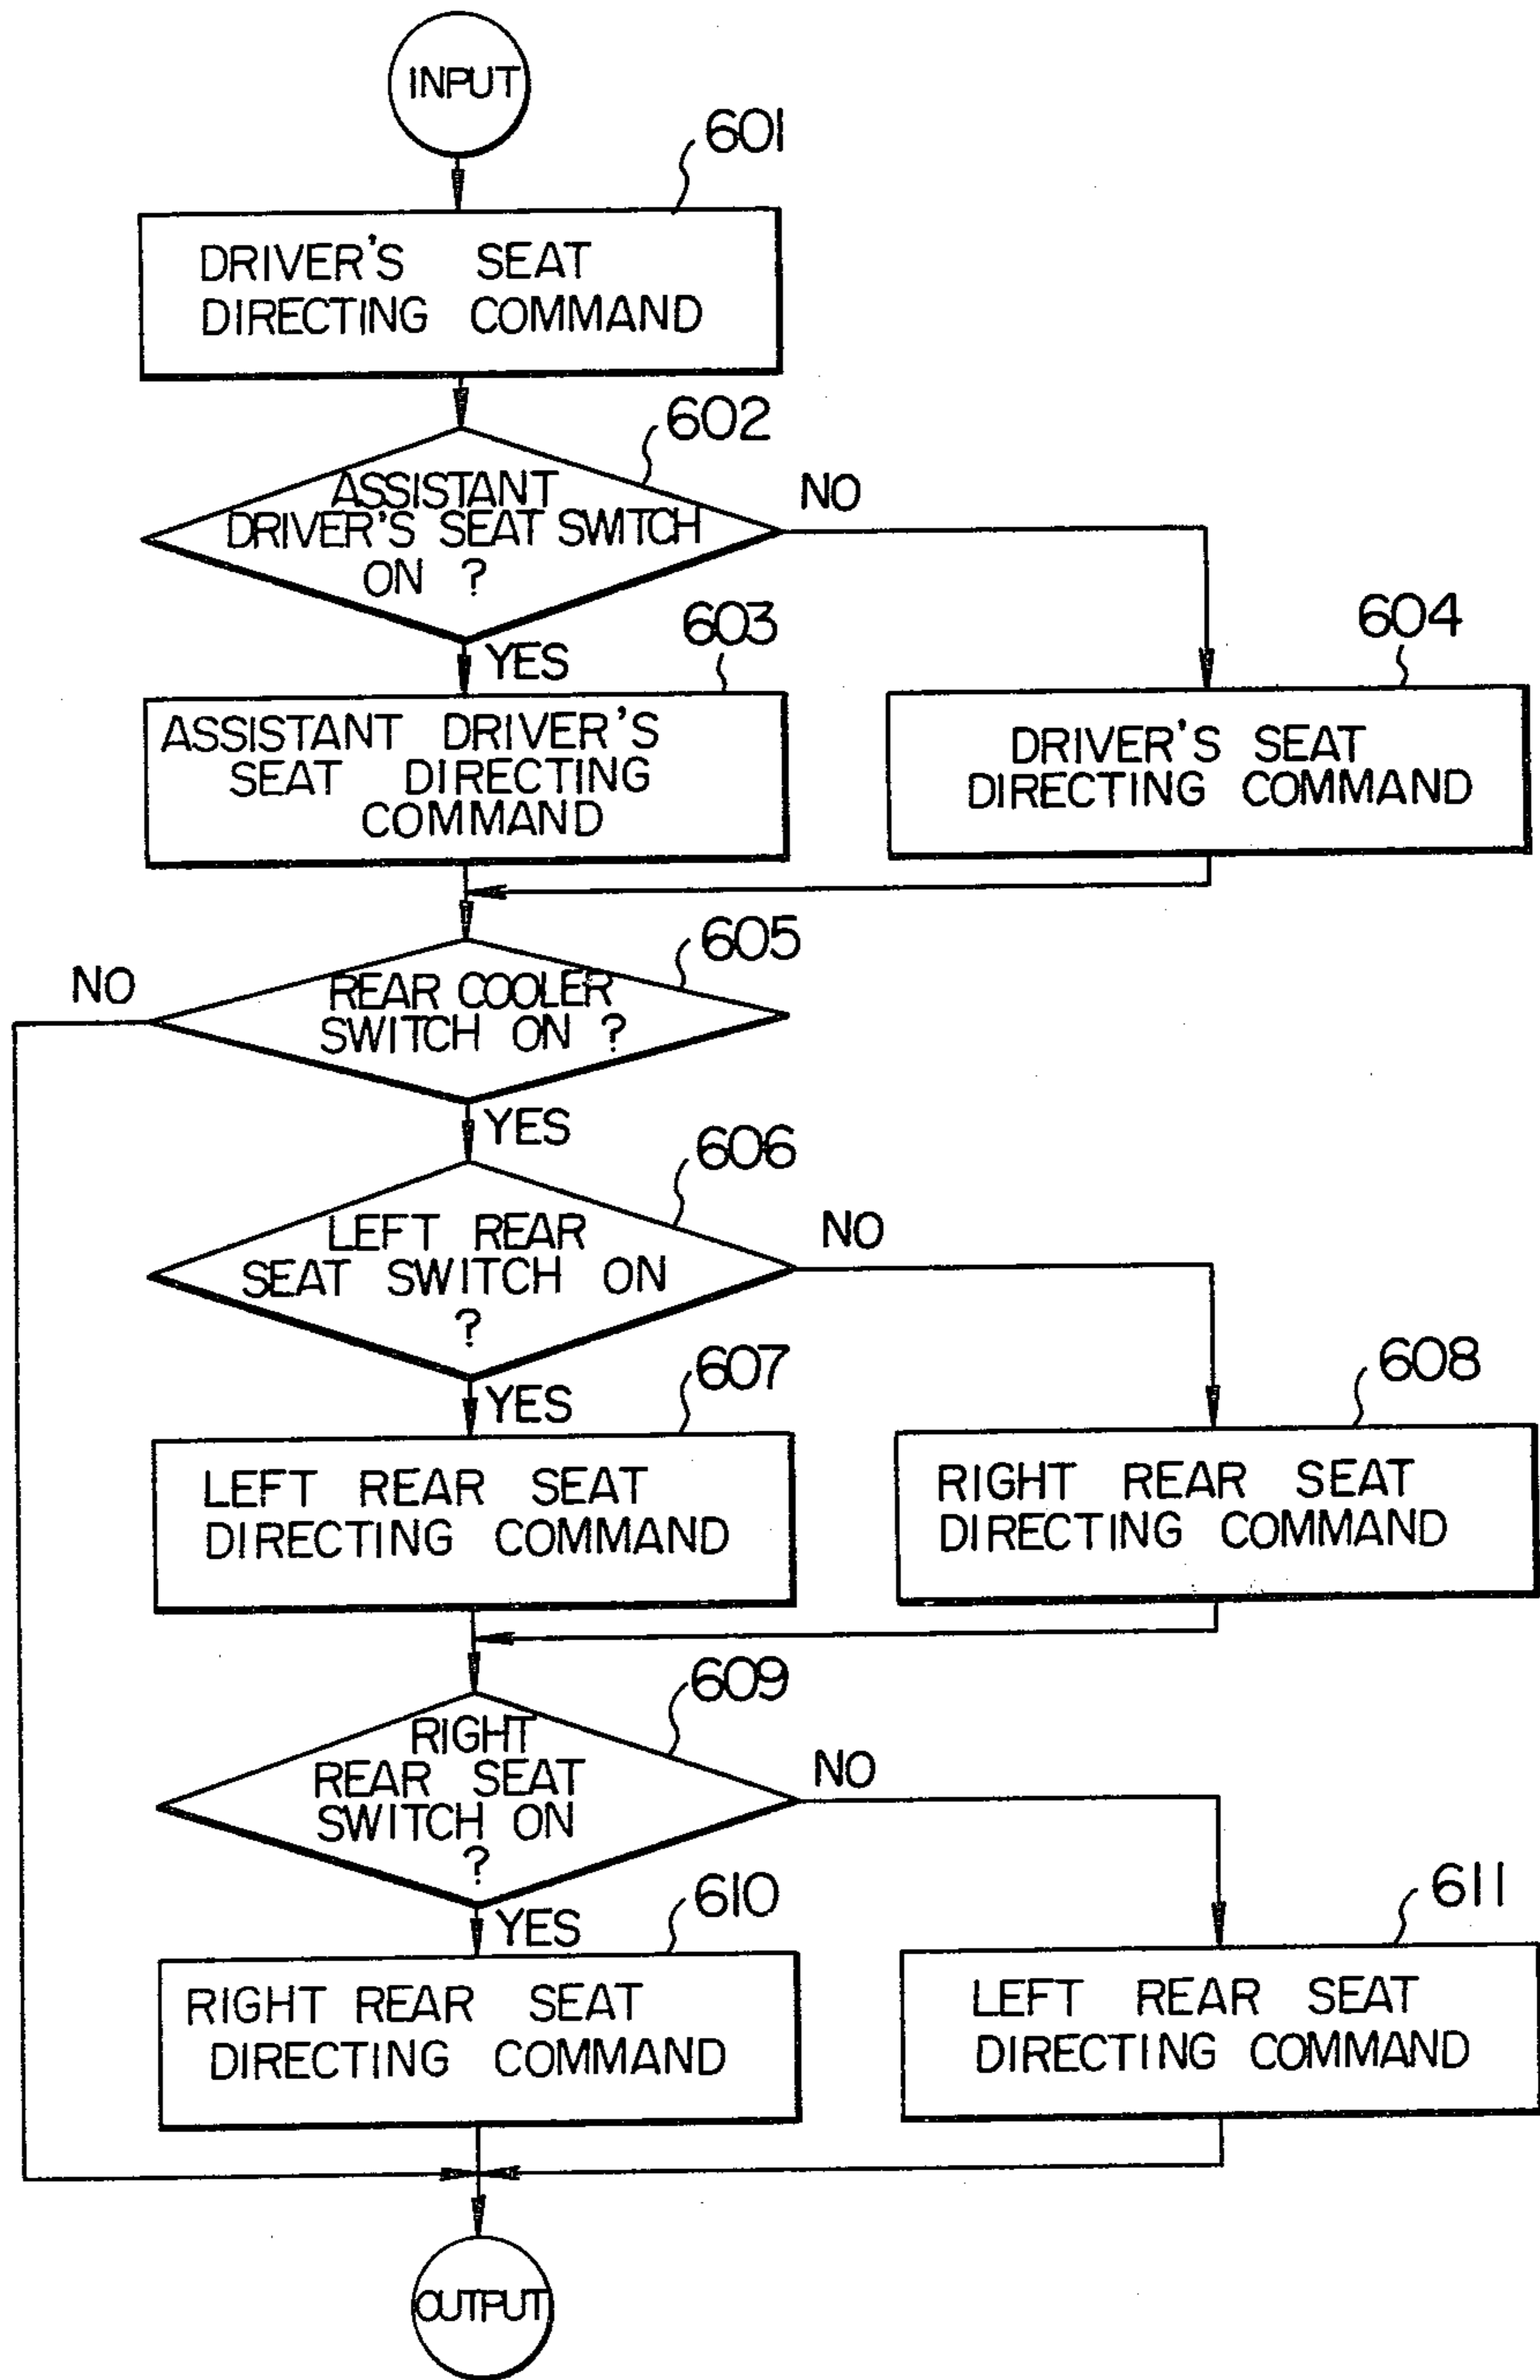 INPUT
601
DRIVER'S SEAT
DIRECTING COMMAND
602
ASSISTANT
DRIVER'S SEAT SWITCH
ON ?
NO
YES
603
604
ASSISTANT DRIVER'S
SEAT DIRECTING
COMMAND
DRIVER'S SEAT
DIRECTING COMMAND
605
NO
REAR COOLER
SWITCH ON ?
YES
606
LEFT REAR
SEAT SWITCH ON
?
NO
YES
607
608
LEFT REAR SEAT
DIRECTING COMMAND
RIGHT REAR SEAT
DIRECTING COMMAND
609
RIGHT
REAR SEAT
SWITCH ON
?
NO
YES
610
611
RIGHT REAR SEAT
DIRECTING COMMAND
LEFT REAR SEAT
DIRECTING COMMAND
OUTPUT